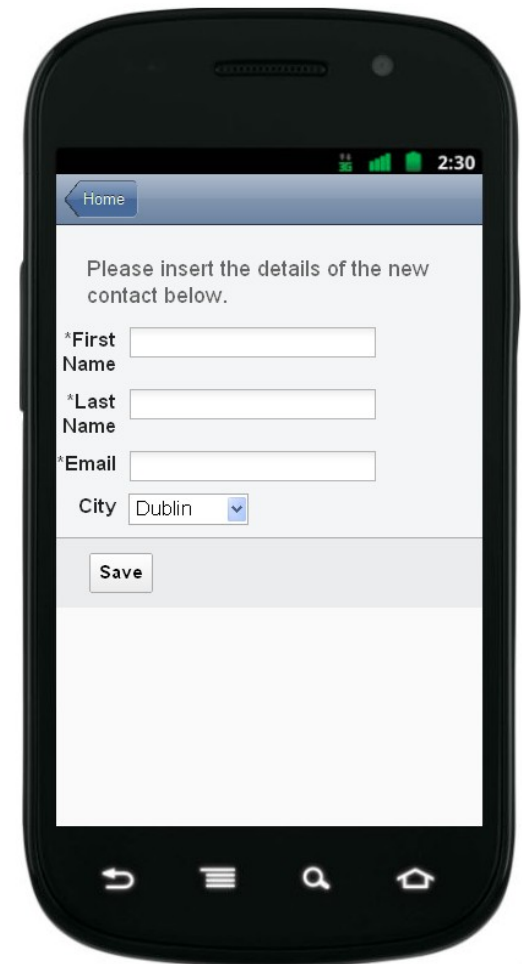 3G 2:30
Home
Please insert the details of the new
contact below.
*First
Name
*Last
Name
*Email
City Dublin
Save